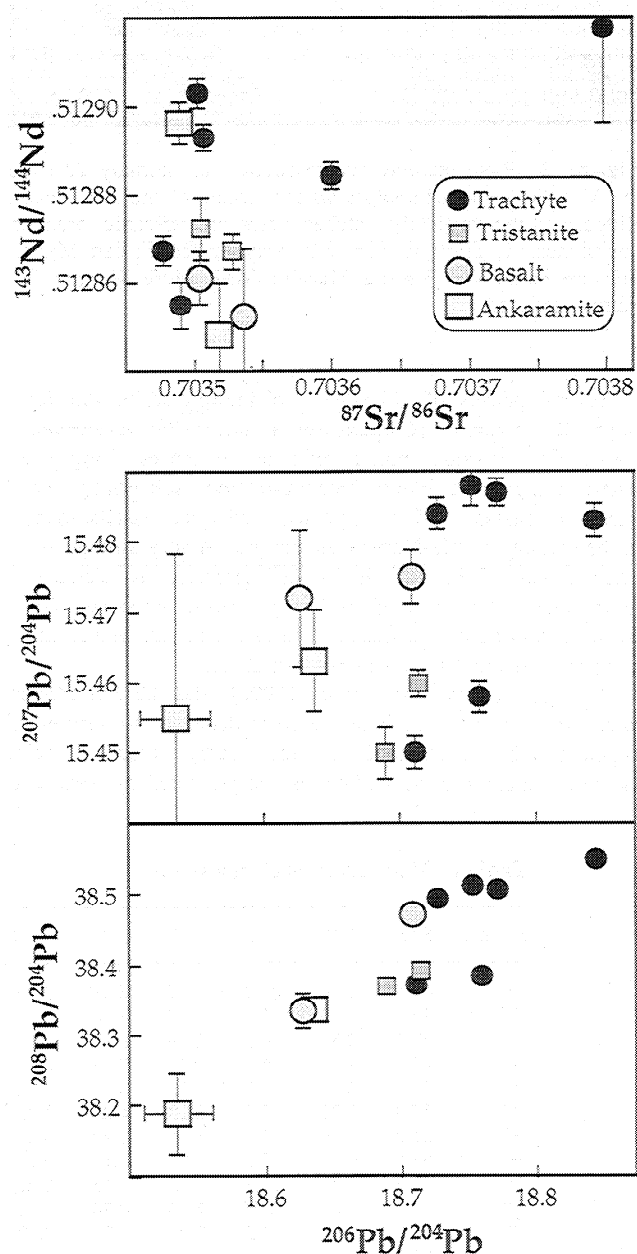 ¹⁴³Nd/¹⁴⁴Nd
.51290
.51288
.51286
Trachyte
Tristanite
Basalt
Ankaramite
0.7035 0.7036 0.7037 0.7038
⁸⁷Sr/⁸⁶Sr
²⁰⁷Pb/²⁰⁴Pb
15.48
15.47
15.46
15.45
²⁰⁸Pb/²⁰⁴Pb
38.5
38.4
38.3
38.2
18.6 18.7 18.8
²⁰⁶Pb/²⁰⁴Pb